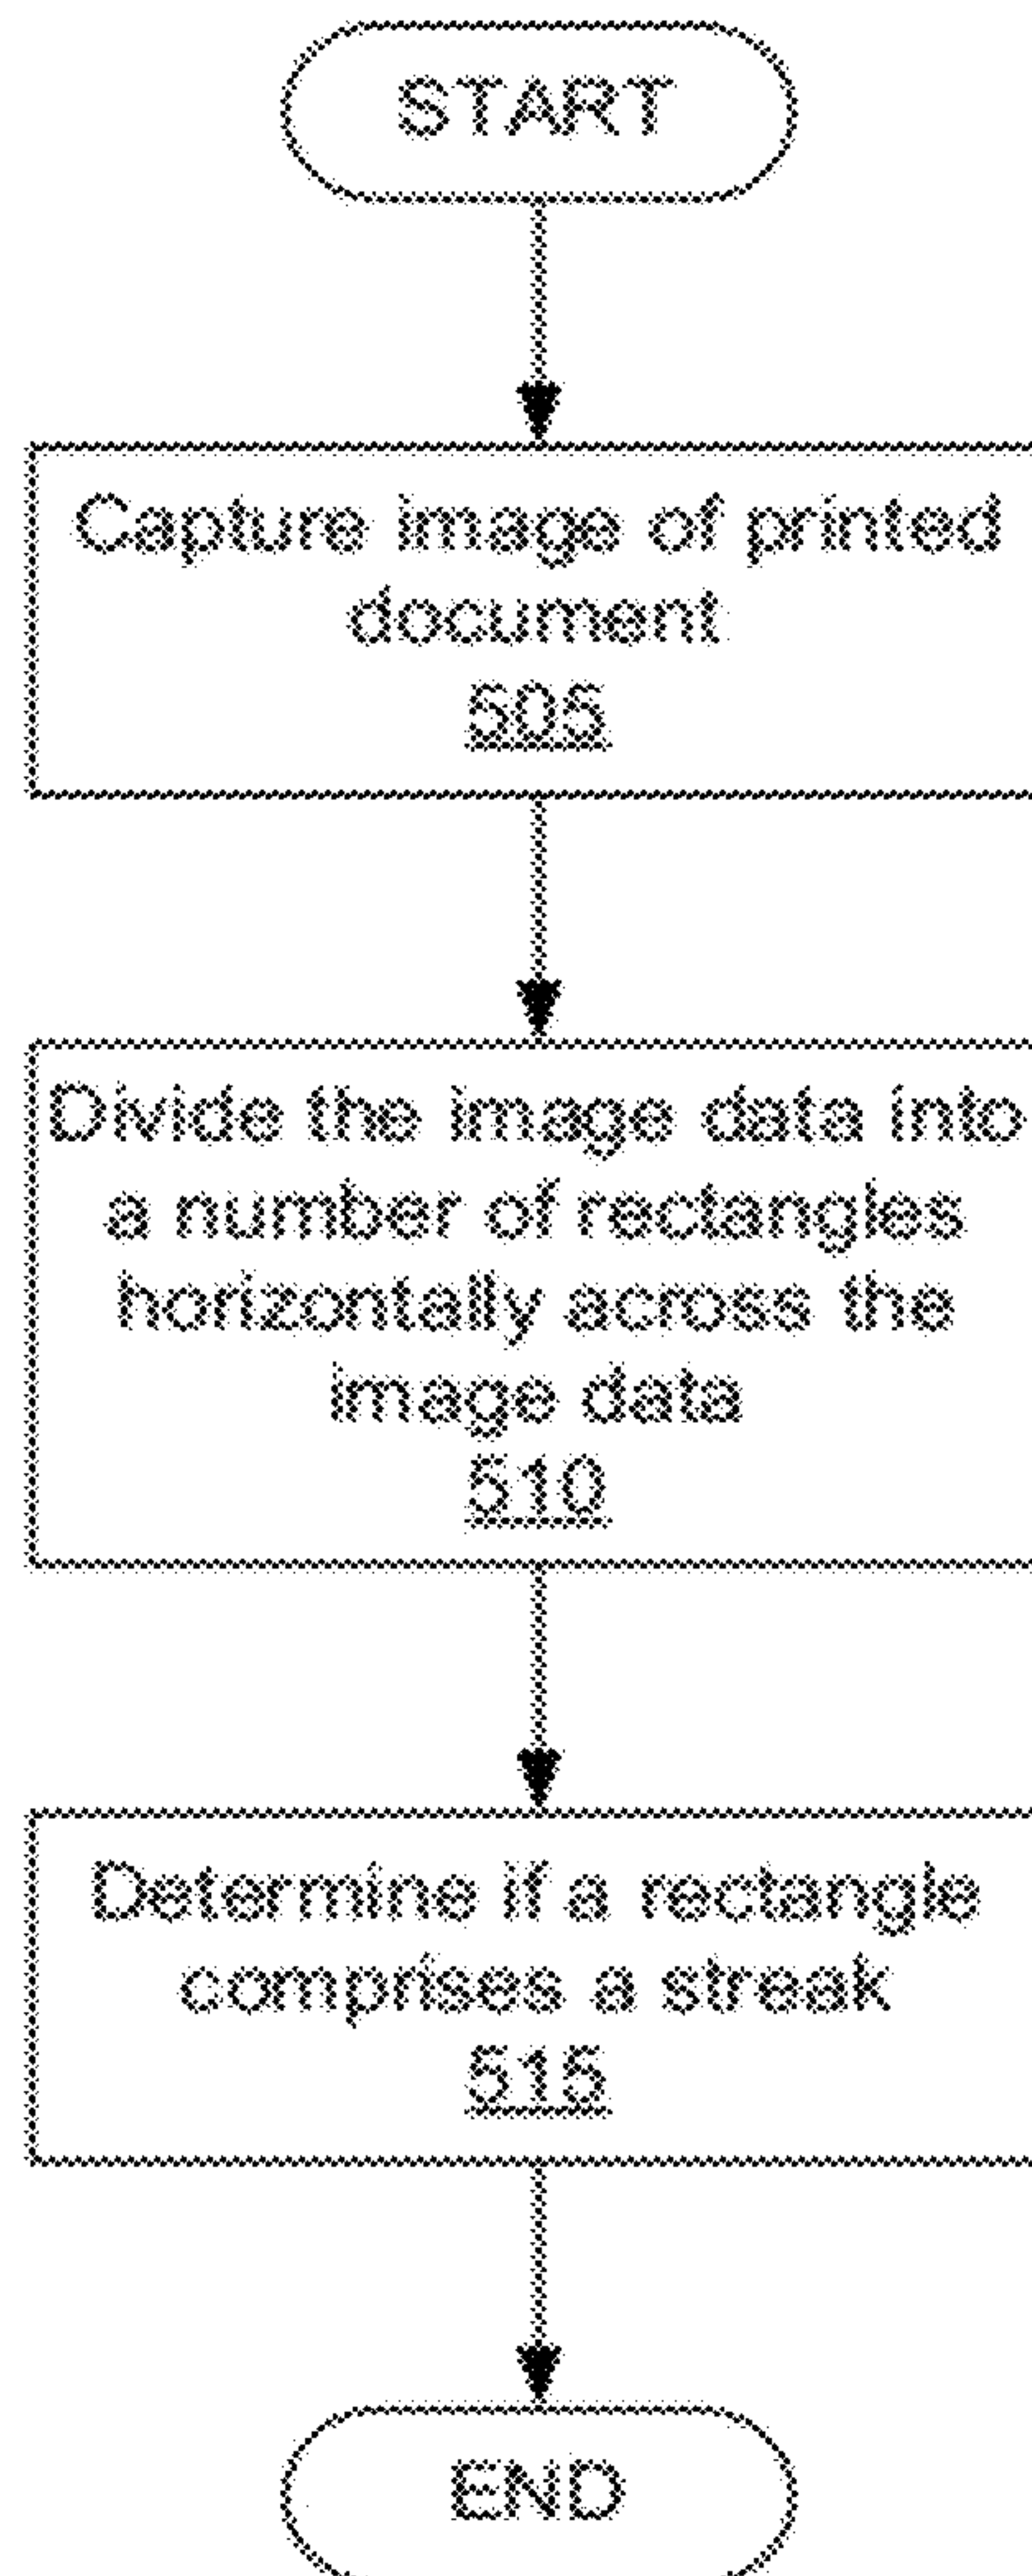 START
Capture image of printed
document
505
Divide the image data into
a number of rectangles
horizontally across the
image data
510
Determine if a rectangle
comprises a streak
515
END